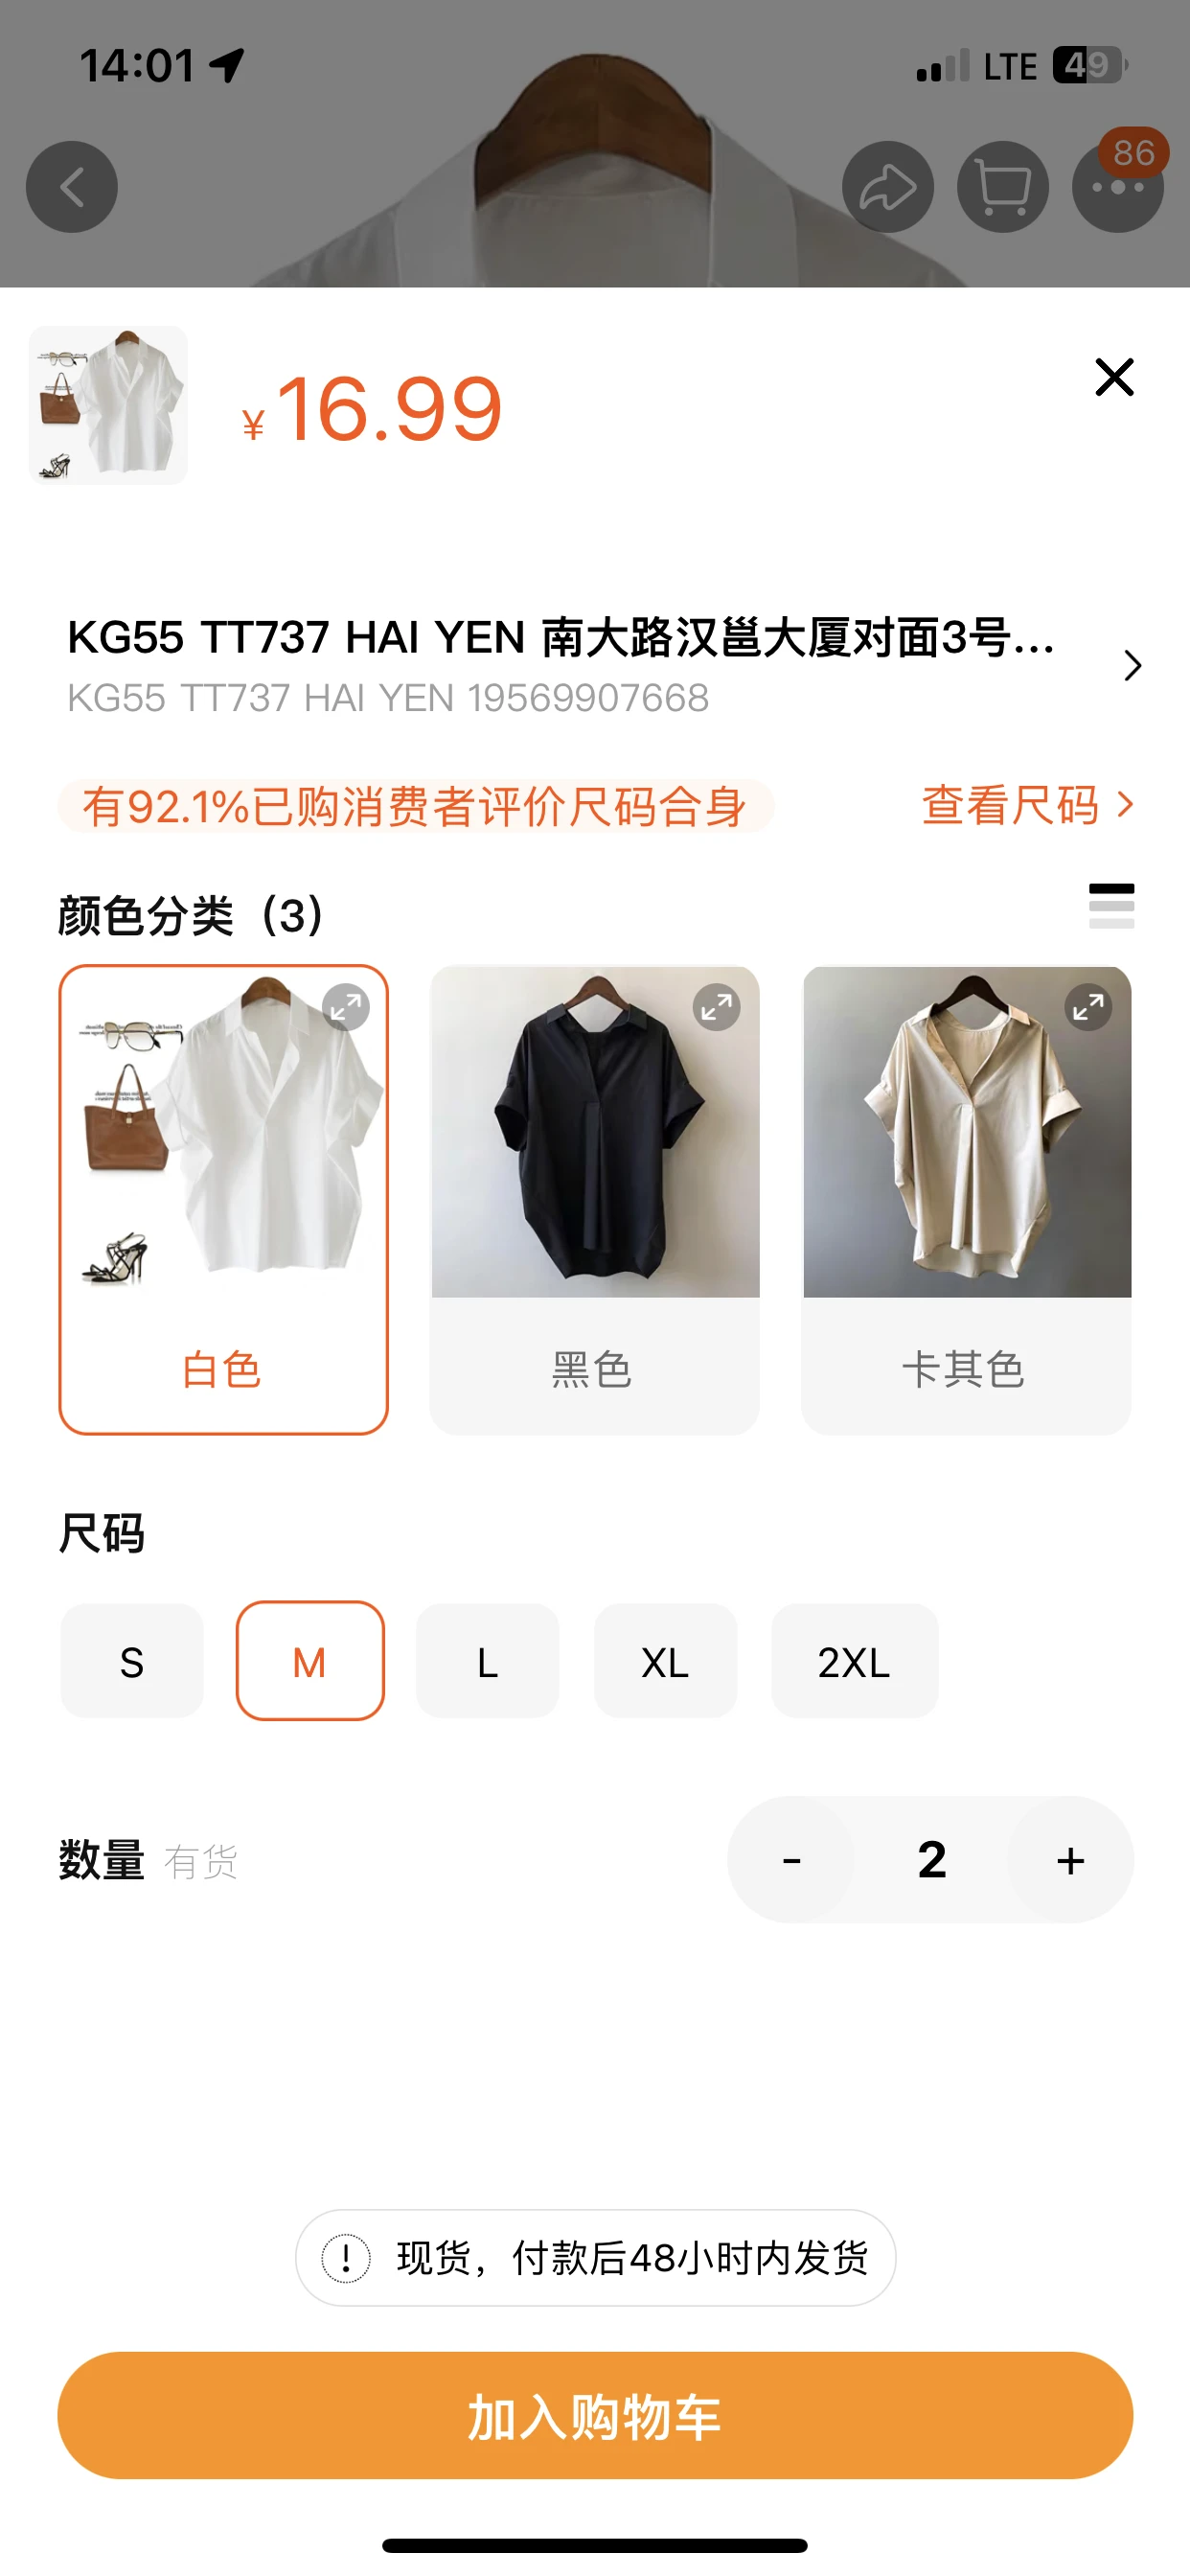 14:01 LTE 49
86
¥16.99
KG55 TT737 HAI YEN 南大路汉邕大厦对面3号...
KG55 TT737 HAI YEN 19569907668
有92.1%已购消费者评价尺码合身 查看尺码
颜色分类（3）
白色 黑色 卡其色
尺码
S M L XL 2XL
数量 有货 - 2 +
现货，付款后48小时内发货
加入购物车